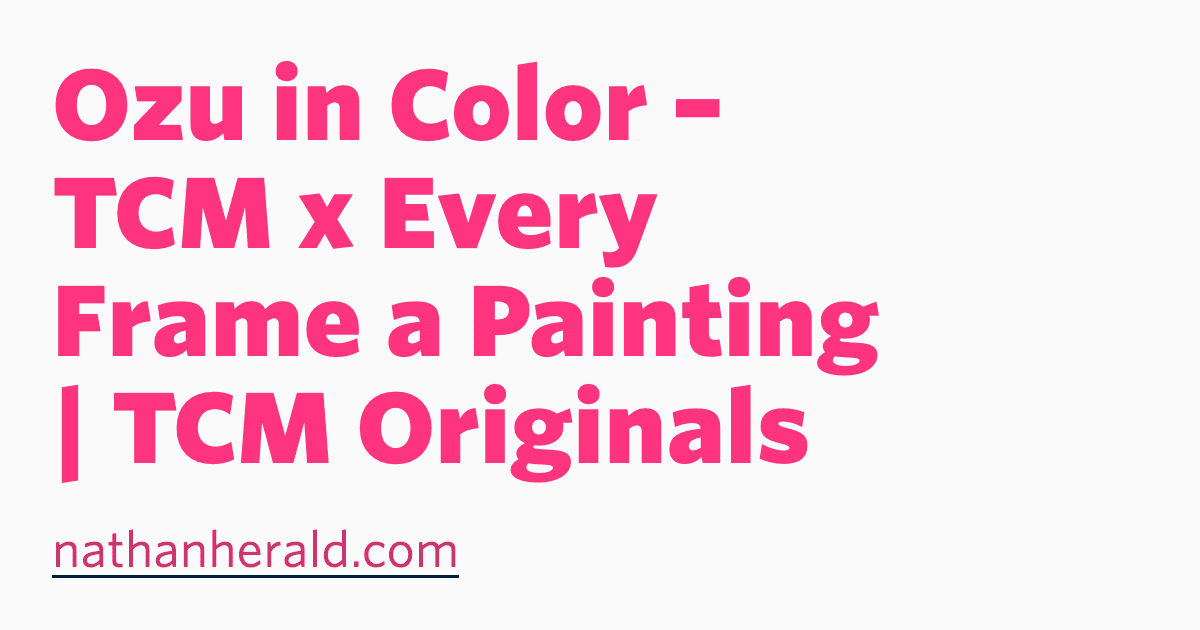 Ozu in Color –
TCM x Every
Frame a Painting
| TCM Originals
nathanherald.com